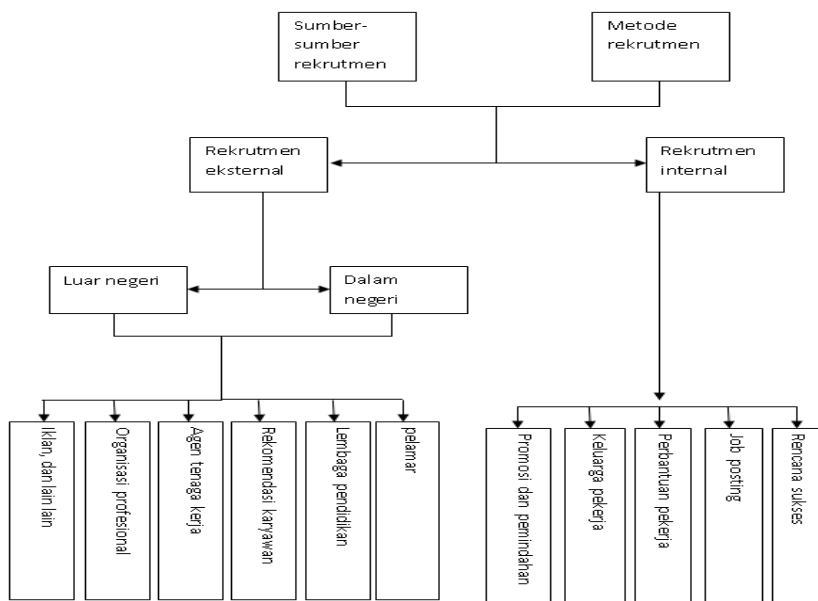 Sumber-
sumber
rekrutmen
Metode
rekrutmen
Rekrutmen
eksternal
Rekrutmen
internal
Luar negeri
Dalam
negeri
Iklan, dan lain lain
Organisasi profesional
Agen tenaga kerja
Rekomendasi karyawan
Lembaga pendidikan
pelamar
Promosi dan pemindahan
Keluarga pekerja
Perbantuan pekerja
Job posting
Rencana sukses